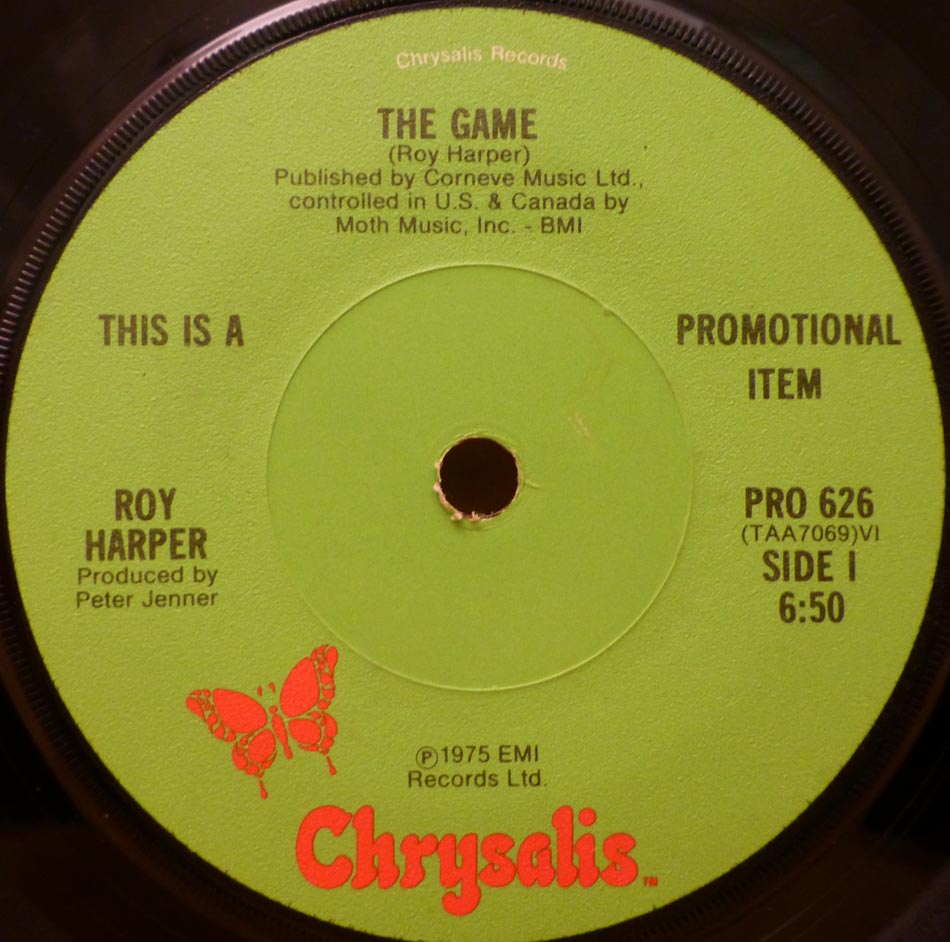 Chrysalis Records
THE GAME
(Roy Harper)
Published by Corneve Music Ltd.,
controlled in U.S. & Canada by
Moth Music, Inc. - BMI
THIS IS A
PROMOTIONAL
ITEM
ROY
HARPER
Produced by
Peter Jenner
PRO 626
(TAA7069)VI
SIDE I
6:50
℗1975 EMI
Records Ltd.
Chrysalis™